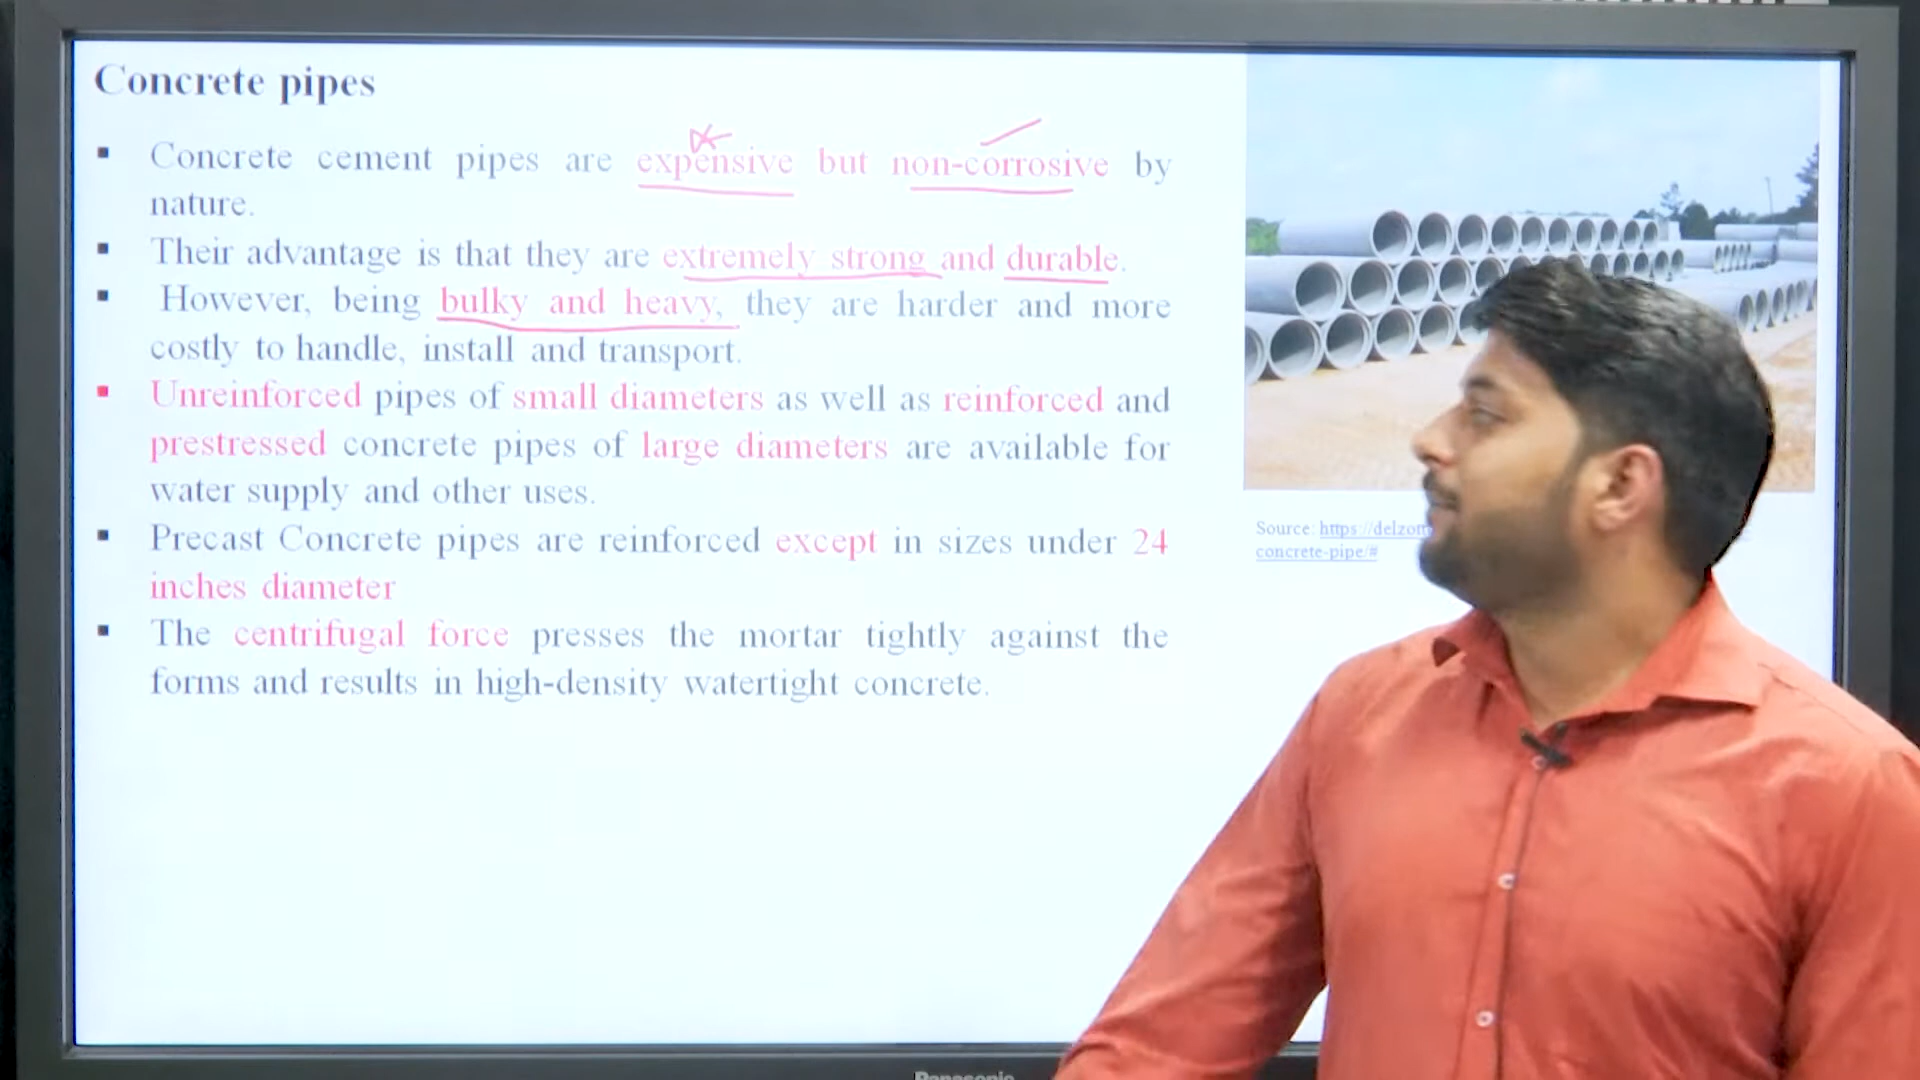 Concrete pipes
▪ Concrete cement pipes are expensive but non-corrosive by
nature.
▪ Their advantage is that they are extremely strong and durable.
▪ However, being bulky and heavy, they are harder and more
costly to handle, install and transport.
▪ Unreinforced pipes of small diameters as well as reinforced and
prestressed concrete pipes of large diameters are available for
water supply and other uses.
▪ Precast Concrete pipes are reinforced except in sizes under 24
inches diameter
▪ The centrifugal force presses the mortar tightly against the
forms and results in high-density watertight concrete.
Source: https://delzo
concrete-pipe/#
Panasonic